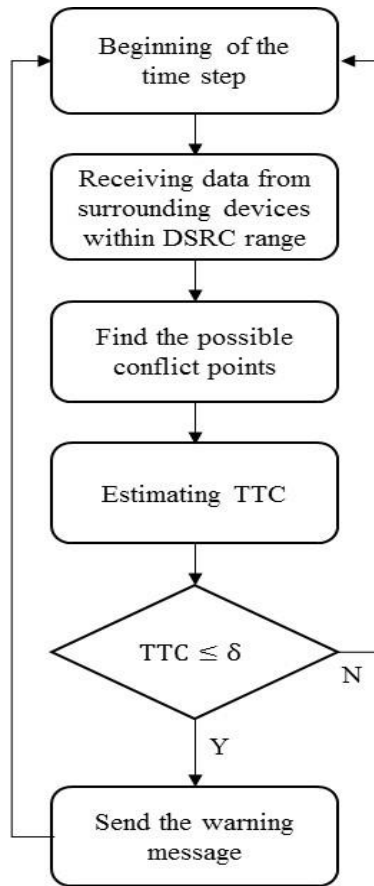 Beginning of the
time step
Receiving data from
surrounding devices
within DSRC range
Find the possible
conflict points
Estimating TTC
TTC ≤ δ
N
Y
Send the warning
message